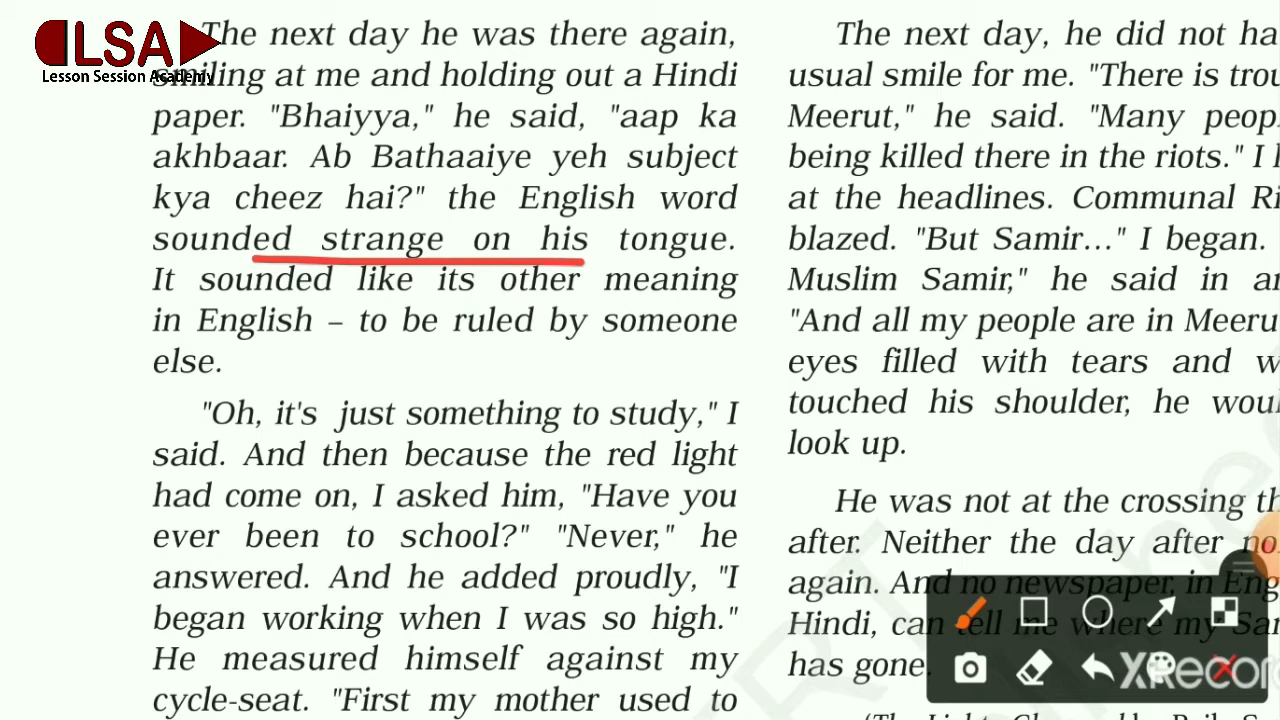 LSA
Lesson Session Academy
The next day he was there again,
smiling at me and holding out a Hindi
paper. "Bhaiyya," he said, "aap ka
akhbaar. Ab Bathaaiye yeh subject
kya cheez hai?" the English word
sounded strange on his tongue.
It sounded like its other meaning
in English – to be ruled by someone
else.
"Oh, it's just something to study," I
said. And then because the red light
had come on, I asked him, "Have you
ever been to school?" "Never," he
answered. And he added proudly, "I
began working when I was so high."
He measured himself against my
cycle-seat. "First my mother used to
The next day, he did not ha
usual smile for me. "There is trou
Meerut," he said. "Many peop
being killed there in the riots." I l
at the headlines. Communal Ri
blazed. "But Samir..." I began.
Muslim Samir," he said in an
"And all my people are in Meeru
eyes filled with tears and w
touched his shoulder, he woul
look up.
He was not at the crossing th
after. Neither the day after no
again. And no newspaper, in Eng
Hindi, can tell me where my Sam
has gone.
XRecor